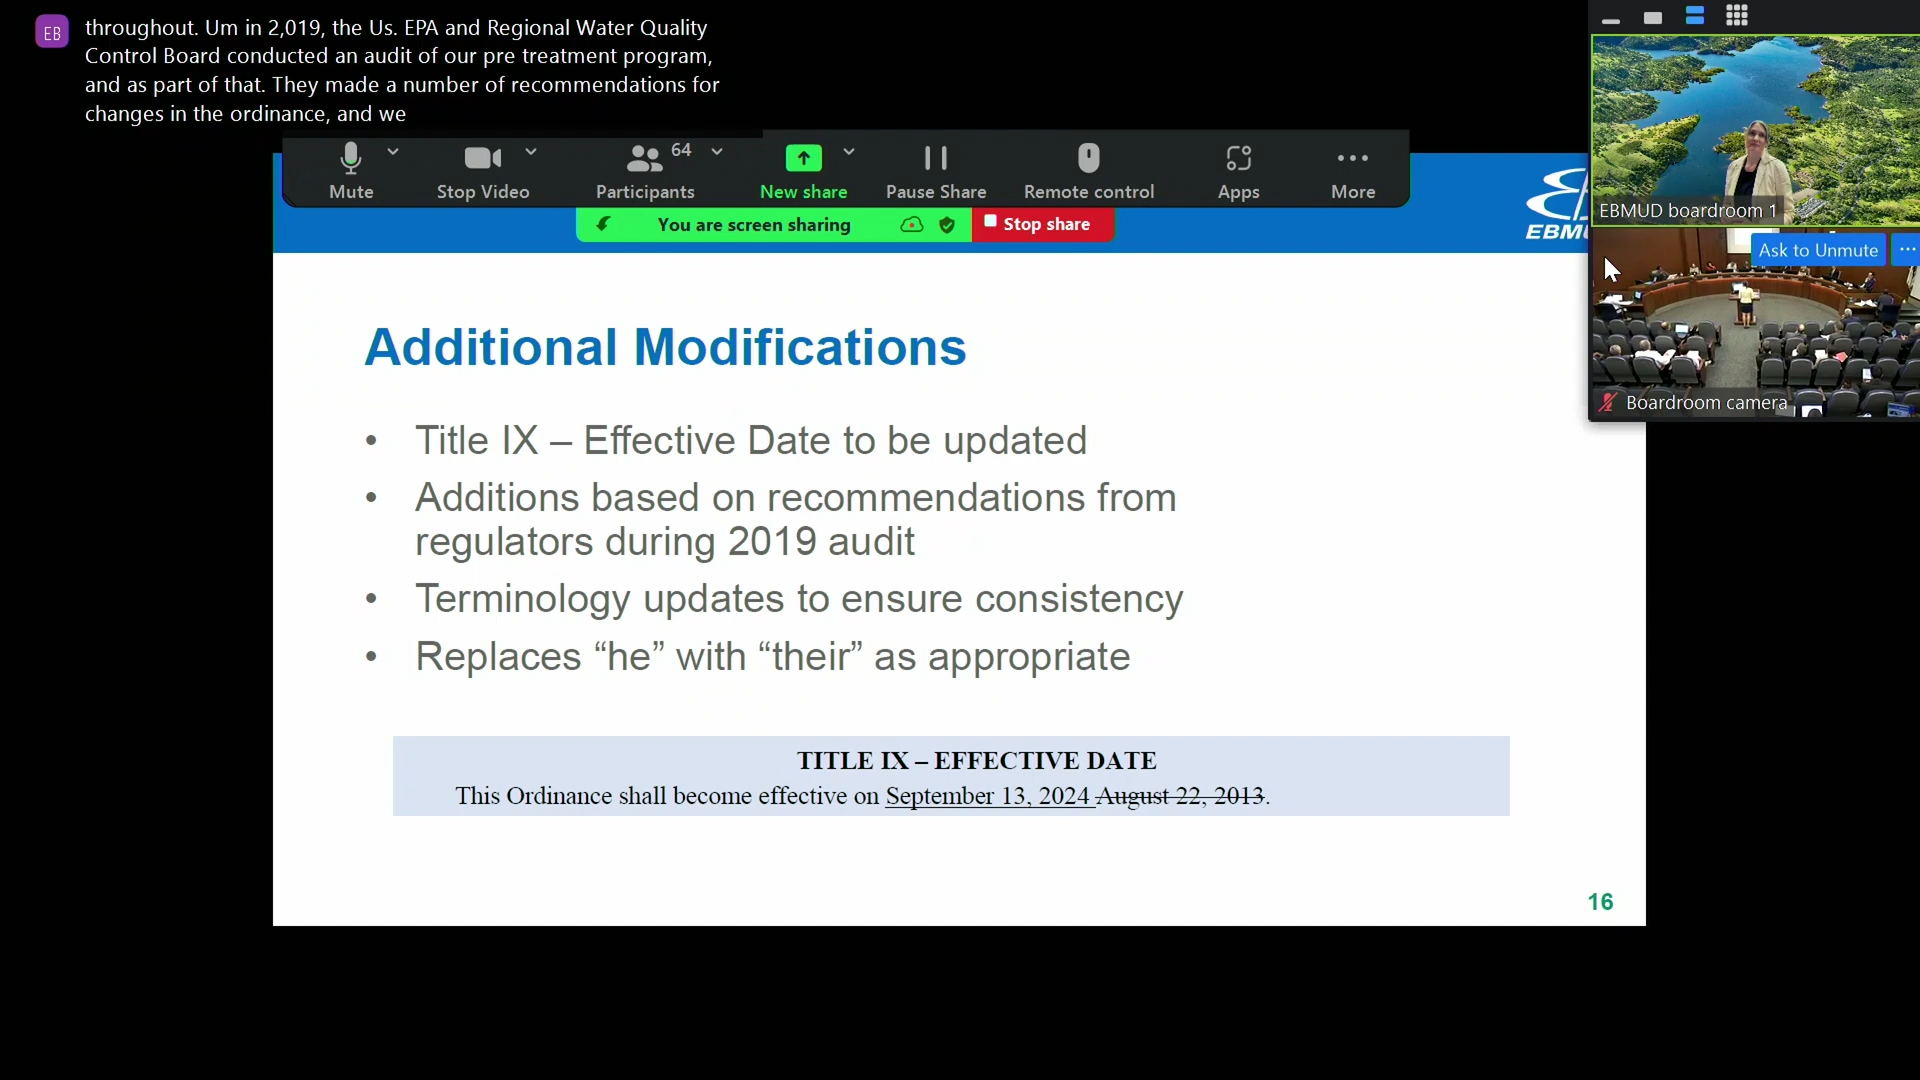 EB
throughout. Um in 2,019, the Us. EPA and Regional Water Quality
Control Board conducted an audit of our pre treatment program,
and as part of that. They made a number of recommendations for
changes in the ordinance, and we
Mute
Stop Video
64
Participants
New share
Pause Share
Remote control
Apps
More
You are screen sharing
Stop share
EBMU
EBMUD boardroom 1
Ask to Unmute
Boardroom camera
Additional Modifications
• Title IX – Effective Date to be updated
• Additions based on recommendations from
regulators during 2019 audit
• Terminology updates to ensure consistency
• Replaces “he” with “their” as appropriate
TITLE IX – EFFECTIVE DATE
This Ordinance shall become effective on September 13, 2024 August 22, 2013.
16